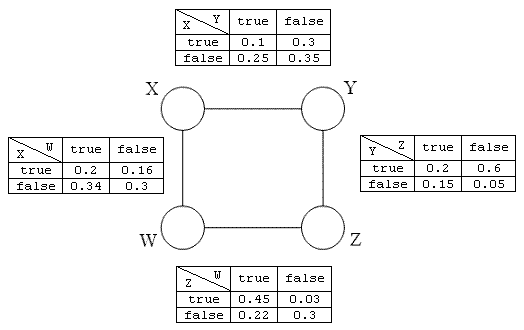 X Y true false
true 0.1 0.3
false 0.25 0.35
X Y
X W true false
true 0.2 0.16
false 0.34 0.3
Y Z true false
true 0.2 0.6
false 0.15 0.05
W Z
Z W true false
true 0.45 0.03
false 0.22 0.3